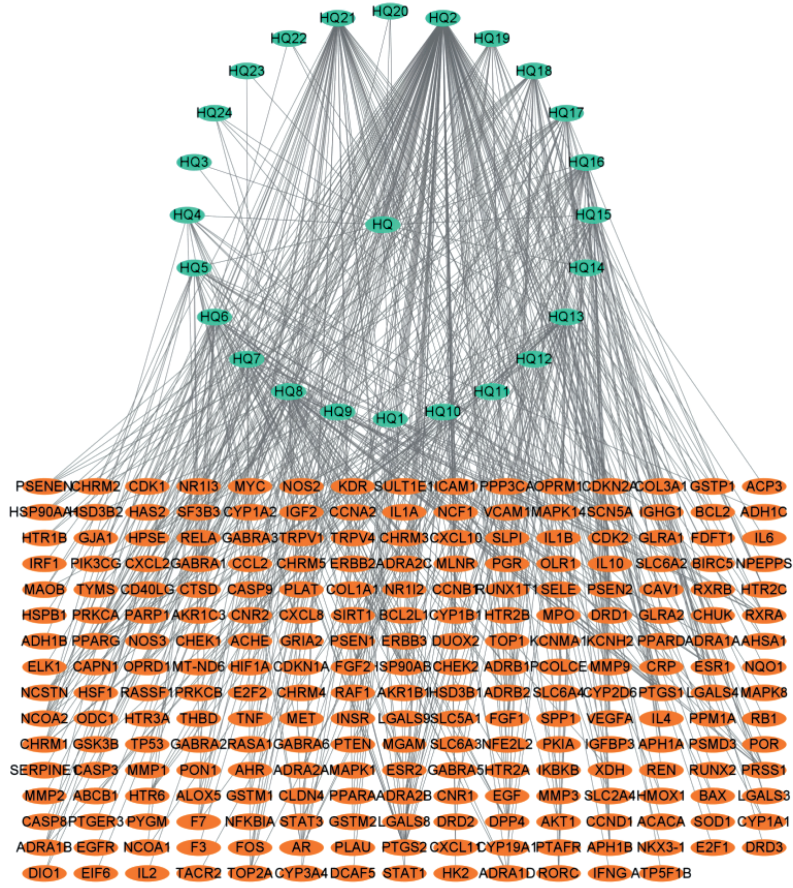 HQ20
HQ21 HQ2
HQ22 HQ19
HQ23 HQ18
HQ24 HQ17
HQ3 HQ16
HQ4 HQ15
HQ
HQ5 HQ14
HQ6 HQ13
HQ7 HQ12
HQ8 HQ11
HQ9 HQ1 HQ10
PSENEN CHRM2 CDK1 NR1I3 MYC NOS2 KDR SULT1E1 ICAM1 PPP3CA OPRM1 CDKN2A COL3A1 GSTP1 ACP3
HSP90AA HSD3B2 HAS2 SF3B3 CYP1A2 IGF2 CCNA2 IL1A NCF1 VCAM1 MAPK14 SCN5A IGHG1 BCL2 ADH1C
HTR1B GJA1 HPSE RELA GABRA3 TRPV1 TRPV4 CHRM3 CXCL10 SLPI IL1B CDK2 GLRA1 FDFT1 IL6
IRF1 PIK3CG CXCL2 GABRA1 CCL2 CHRM5 ERBB2 ADRA2C MLNR PGR OLR1 IL10 SLC6A2 BIRC5 NPEPPS
MAOB TYMS CD40LG CTSD CASP9 PLAT COL1A1 NR1I2 CCNB1 RUNX1T1 SELE PSEN2 CAV1 RXRB HTR2C
HSPB1 PRKCA PARP1 AKR1C3 CNR2 CXCL8 SIRT1 BCL2L1 CYP1B1 HTR2B MPO DRD1 GLRA2 CHUK RXRA
ADH1B PPARG NOS3 CHEK1 ACHE GRIA2 PSEN1 ERBB3 DUOX2 TOP1 KCNMA1 KCNH2 PPARD ADRA1A AHSA1
ELK1 CAPN1 OPRD1 MT-ND6 HIF1A CDKN1A FGF2 HSP90AB CHEK2 ADRB1 PCOLCE MMP9 CRP ESR1 NQO1
NCSTN HSF1 RASSF1 PRKCB E2F2 CHRM4 RAF1 AKR1B1 HSD3B1 ADRB2 SLC6A4 CYP2D6 PTGS1 LGALS4 MAPK8
NCOA2 ODC1 HTR3A THBD TNF MET INSR LGALS9 SLC5A1 FGF1 SPP1 VEGFA IL4 PPM1A RB1
CHRM1 GSK3B TP53 GABRA2 RASA1 GABRA6 PTEN MGAM SLC6A3 NFE2L2 PKIA IGFBP3 APH1A PSMD3 POR
SERPINE1 CASP3 MMP1 PON1 AHR ADRA2A MAPK1 ESR2 GABRA5 HTR2A IKBKB XDH REN RUNX2 PRSS1
MMP2 ABCB1 HTR6 ALOX5 GSTM1 CLDN4 PPARA ADRA2B CNR1 EGF MMP3 SLC2A4 HMOX1 BAX LGALS3
CASP8 PTGER3 PYGM F7 NFKBIA STAT3 GSTM2 LGALS8 DRD2 DPP4 AKT1 CCND1 ACACA SOD1 CYP1A1
ADRA1B EGFR NCOA1 F3 FOS AR PLAU PTGS2 CXCL11 CYP19A1 PTAFR APH1B NKX3-1 E2F1 DRD3
DIO1 EIF6 IL2 TACR2 TOP2A CYP3A4 DCAF5 STAT1 HK2 ADRA1D RORC IFNG ATP5F1B